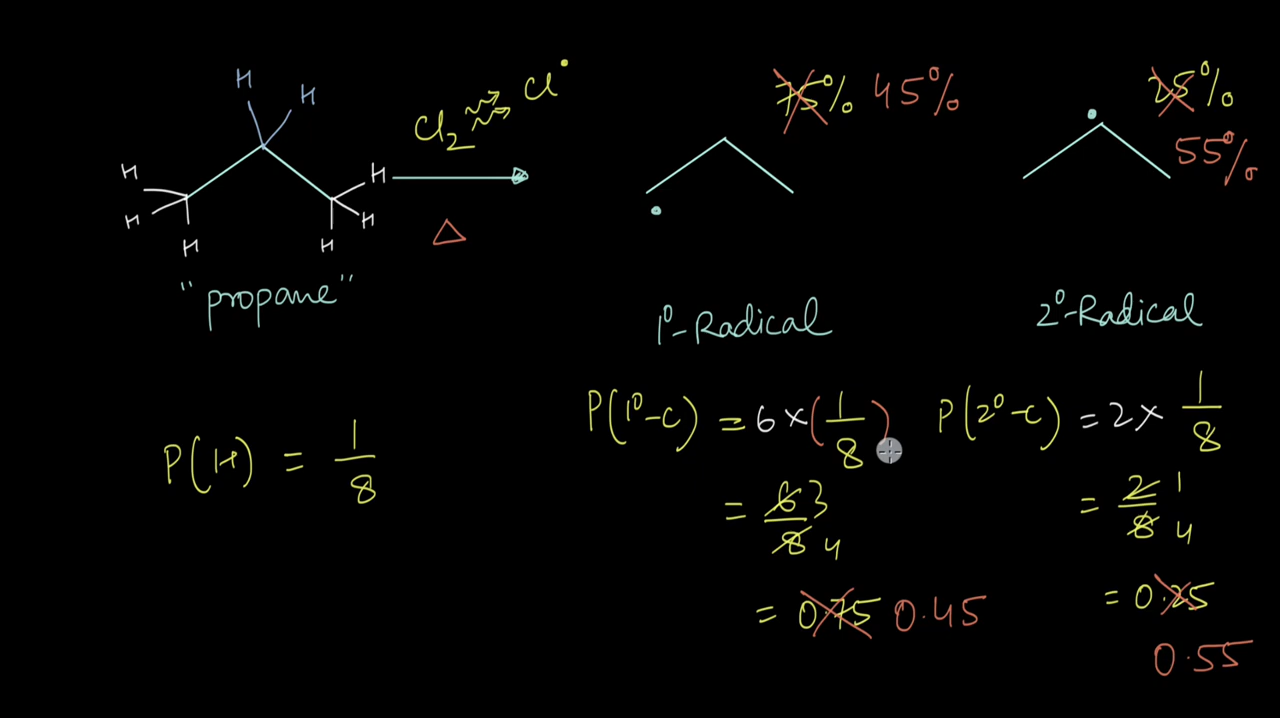 H H
Cl₂ Cl•
75% 45%
25%
55%
H H
H H
H H
Δ
"propane"
1°-Radical
2°-Radical
P(H) = 1/8
P(1°-C) = 6×(1/8)
= 6/8 3/4
= 0.75 0.45
P(2°-C) = 2× 1/8
= 2/8 1/4
= 0.25
0.55